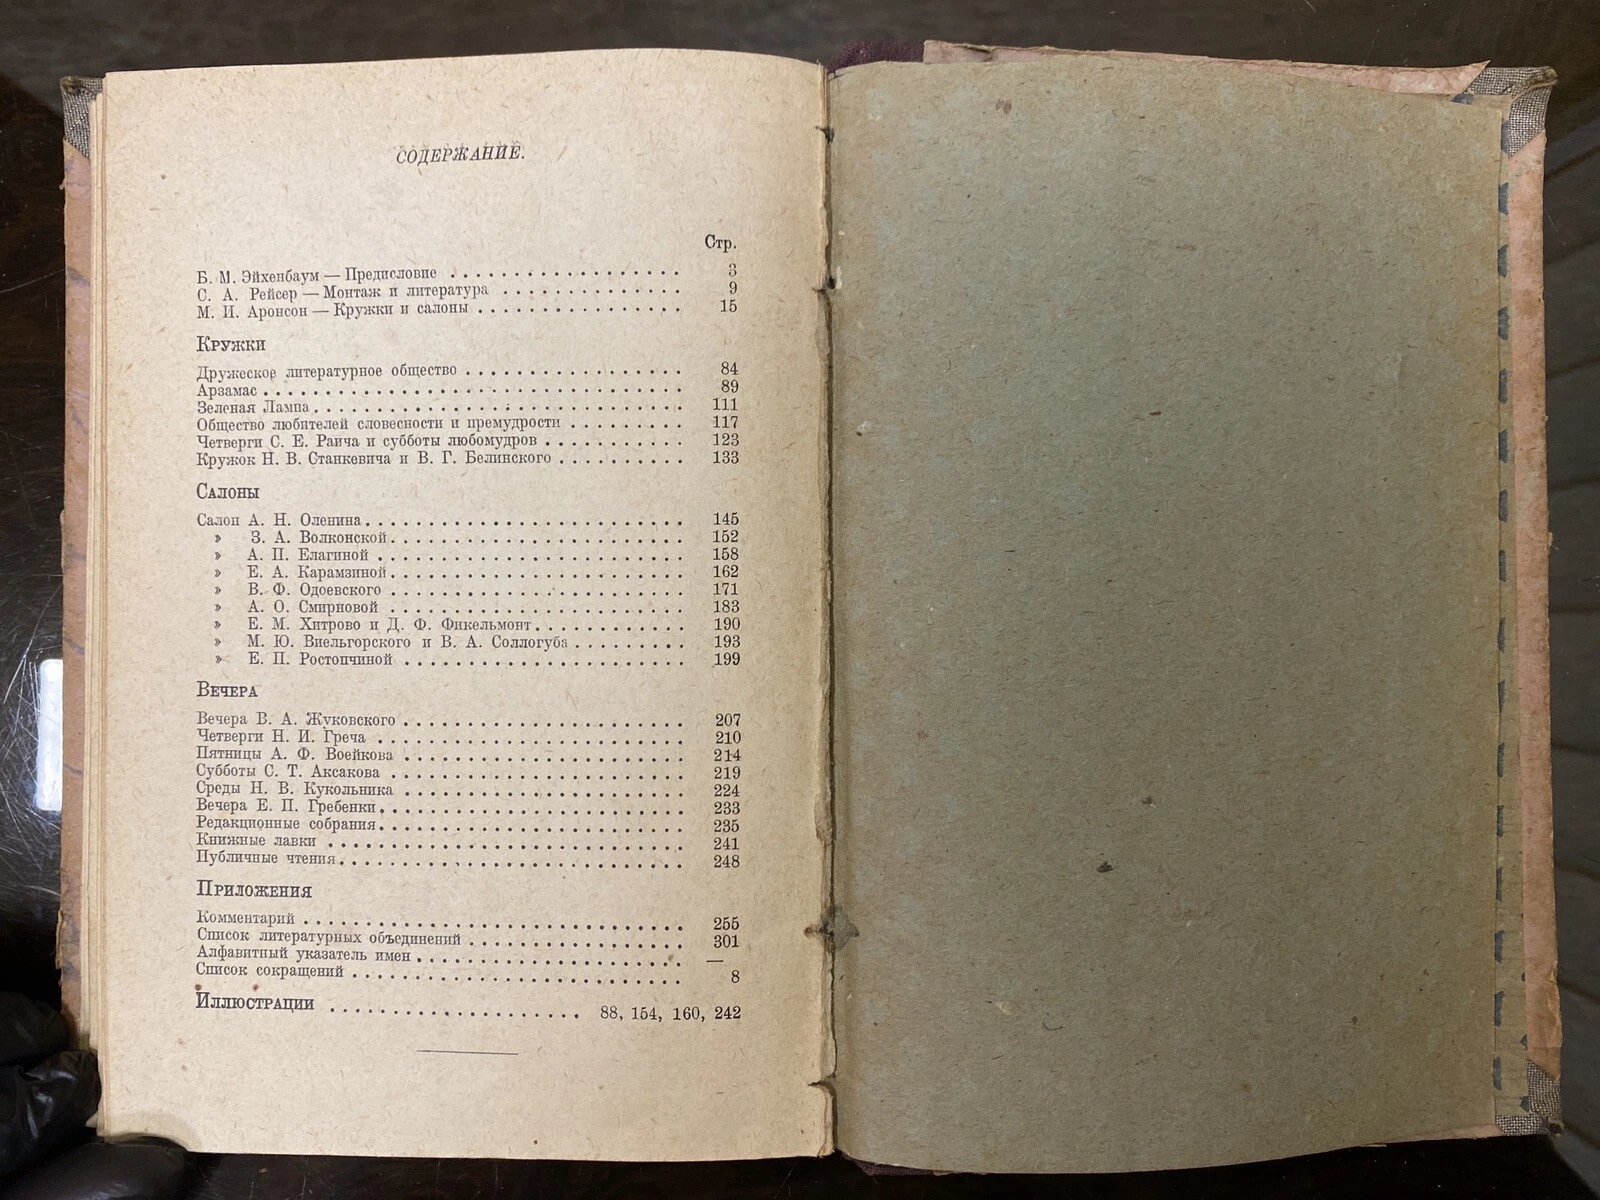 СОДЕРЖАНИЕ.
Стр.
Б. М. Эйхенбаум — Предисловие . . . . . . . . . . . . . . . 3
С. А. Рейсер — Монтаж и литература . . . . . . . . . . . . 9
М. И. Аронсон — Кружки и салоны . . . . . . . . . . . . . . 15
Кружки
Дружеское литературное общество . . . . . . . . . . . . . . 84
Арзамас . . . . . . . . . . . . . . . . . . . . . . . . . . 89
Зеленая Лампа . . . . . . . . . . . . . . . . . . . . . . . 111
Общество любителей словесности и премудрости . . . . . . . . 117
Четверги С. Е. Раича и субботы любомудров . . . . . . . . . 123
Кружок Н. В. Станкевича и В. Г. Белинского . . . . . . . . 133
Салоны
Салон А. Н. Оленина . . . . . . . . . . . . . . . . . . . . 145
» З. А. Волконской . . . . . . . . . . . . . . . . . . . 152
» А. П. Елагиной . . . . . . . . . . . . . . . . . . . . 158
» Е. А. Карамзиной . . . . . . . . . . . . . . . . . . . 162
» В. Ф. Одоевского . . . . . . . . . . . . . . . . . . . 171
» А. О. Смирновой . . . . . . . . . . . . . . . . . . . 183
» Е. М. Хитрово и Д. Ф. Фикельмонт . . . . . . . . . . 190
» М. Ю. Виельгорского и В. А. Соллогуба . . . . . . . 193
» Е. П. Ростопчиной . . . . . . . . . . . . . . . . . . 199
Вечера
Вечера В. А. Жуковского . . . . . . . . . . . . . . . . . . 207
Четверги Н. И. Греча . . . . . . . . . . . . . . . . . . . 210
Пятницы А. Ф. Воейкова . . . . . . . . . . . . . . . . . . 214
Субботы С. Т. Аксакова . . . . . . . . . . . . . . . . . . 219
Среды Н. В. Кукольника . . . . . . . . . . . . . . . . . . 224
Вечера Е. П. Гребенки . . . . . . . . . . . . . . . . . . . 233
Редакционные собрания . . . . . . . . . . . . . . . . . . . 235
Книжные лавки . . . . . . . . . . . . . . . . . . . . . . . 241
Публичные чтения . . . . . . . . . . . . . . . . . . . . . 248
Приложения
Комментарий . . . . . . . . . . . . . . . . . . . . . . . . 255
Список литературных объединений . . . . . . . . . . . . . . 301
Алфавитный указатель имен . . . . . . . . . . . . . . . . . —
Список сокращений . . . . . . . . . . . . . . . . . . . . . 8
Иллюстрации . . . . . . . . . . . . . . . . . . . . 88, 154, 160, 242